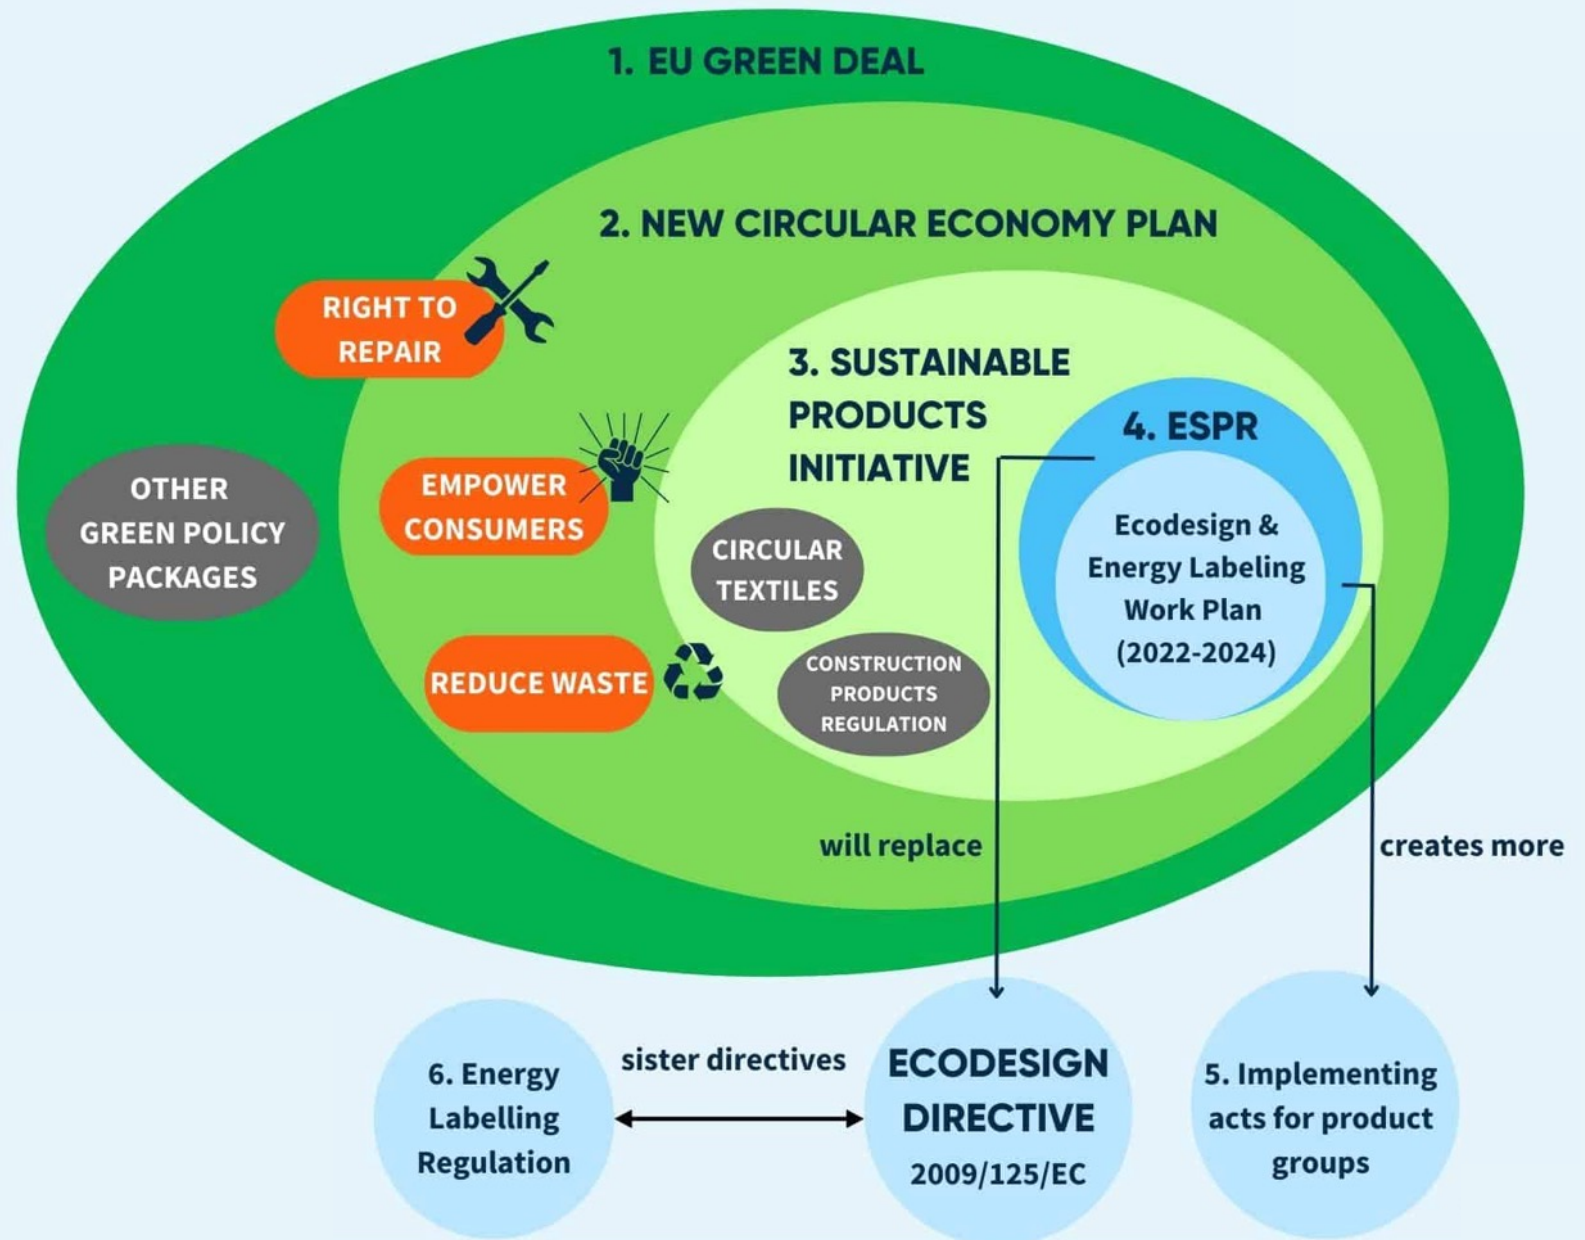 1. EU GREEN DEAL
2. NEW CIRCULAR ECONOMY PLAN
RIGHT TO
REPAIR
3. SUSTAINABLE
PRODUCTS
INITIATIVE
4. ESPR
OTHER
GREEN POLICY
PACKAGES
EMPOWER
CONSUMERS
CIRCULAR
TEXTILES
Ecodesign &
Energy Labeling
Work Plan
(2022-2024)
REDUCE WASTE
CONSTRUCTION
PRODUCTS
REGULATION
will replace
creates more
6. Energy
Labelling
Regulation
sister directives
ECODESIGN
DIRECTIVE
2009/125/EC
5. Implementing
acts for product
groups